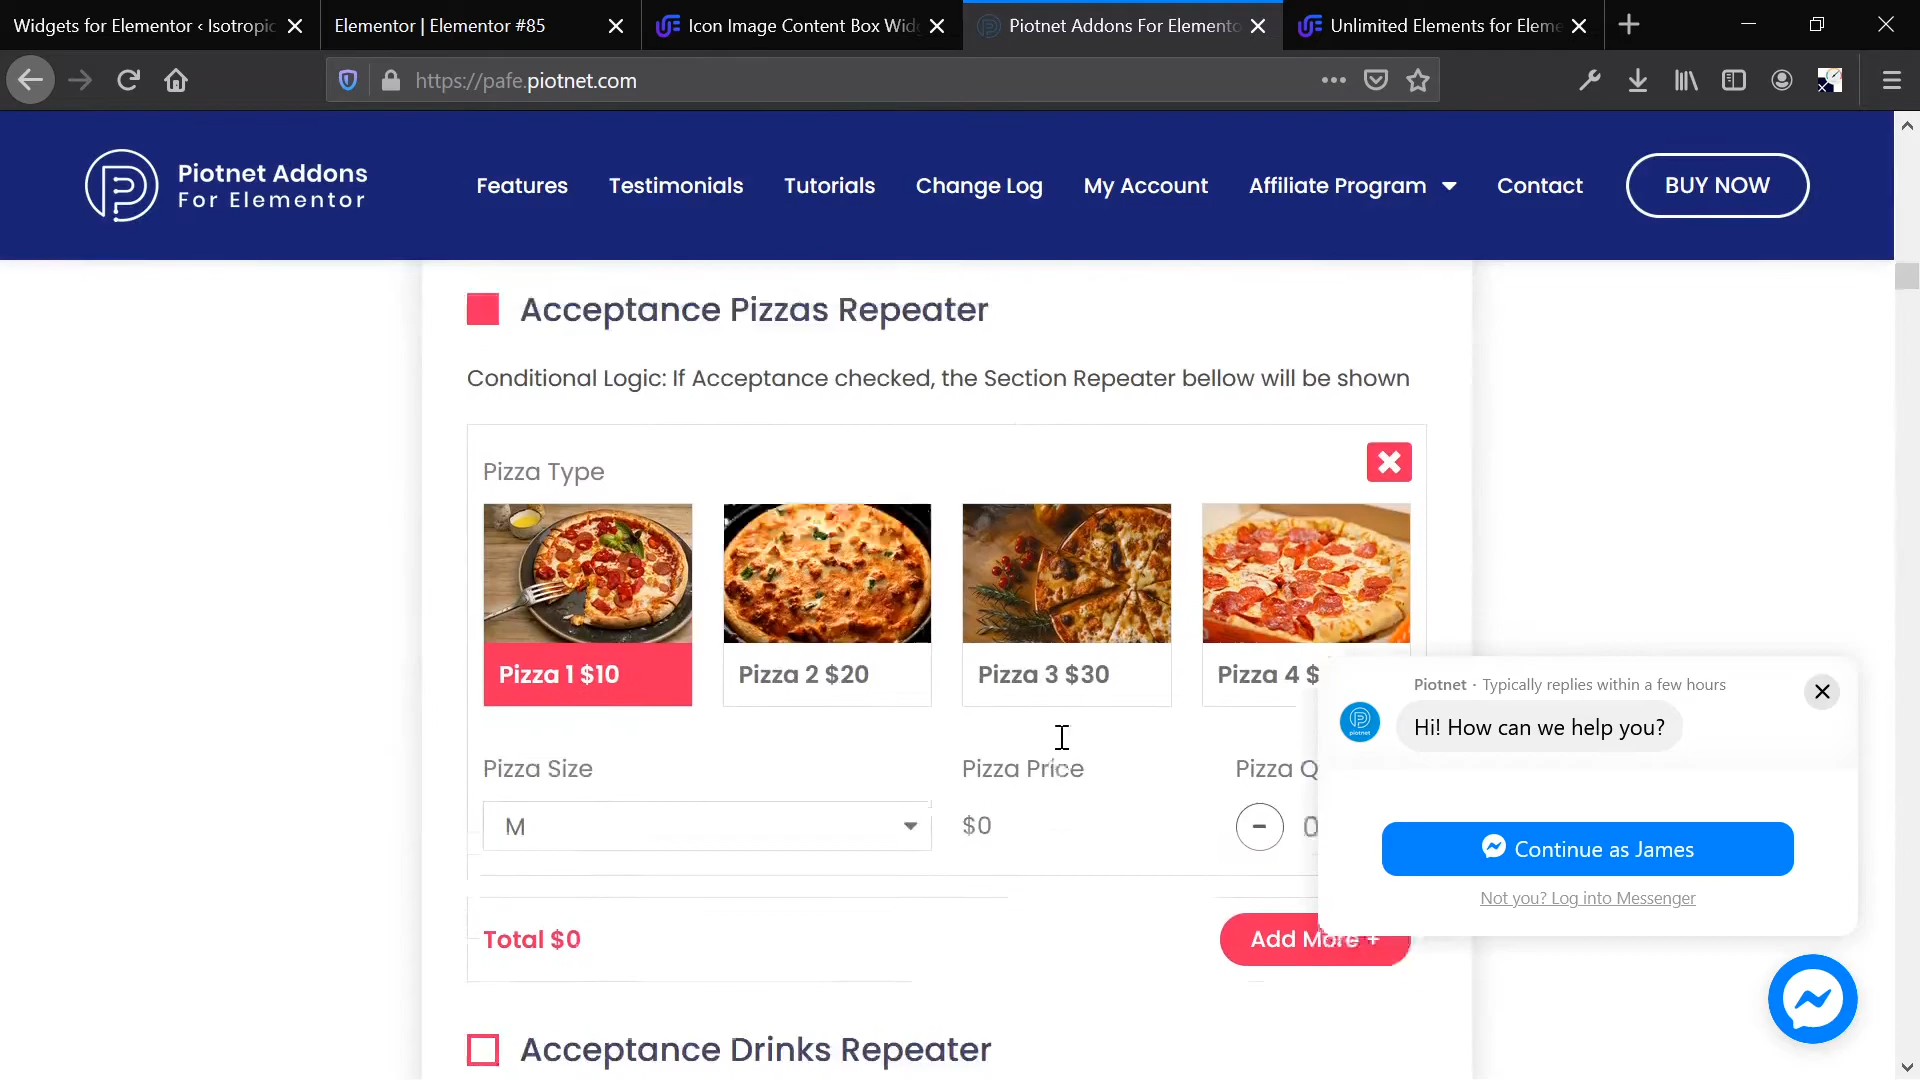 Widgets for Elementor ‹ Isotropic
Elementor | Elementor #85
Icon Image Content Box Widg
Piotnet Addons For Elemento
Unlimited Elements for Eleme
https://pafe.piotnet.com
Piotnet Addons
For Elementor
Features
Testimonials
Tutorials
Change Log
My Account
Affiliate Program
Contact
BUY NOW
Acceptance Pizzas Repeater
Conditional Logic: If Acceptance checked, the Section Repeater bellow will be shown
Pizza Type
Pizza 1 $10
Pizza 2 $20
Pizza 3 $30
Pizza 4 $
Piotnet · Typically replies within a few hours
Hi! How can we help you?
piotnet
Pizza Size
Pizza Price
Pizza Q
M
$0
0
Continue as James
Not you? Log into Messenger
Total $0
Add More +
Acceptance Drinks Repeater